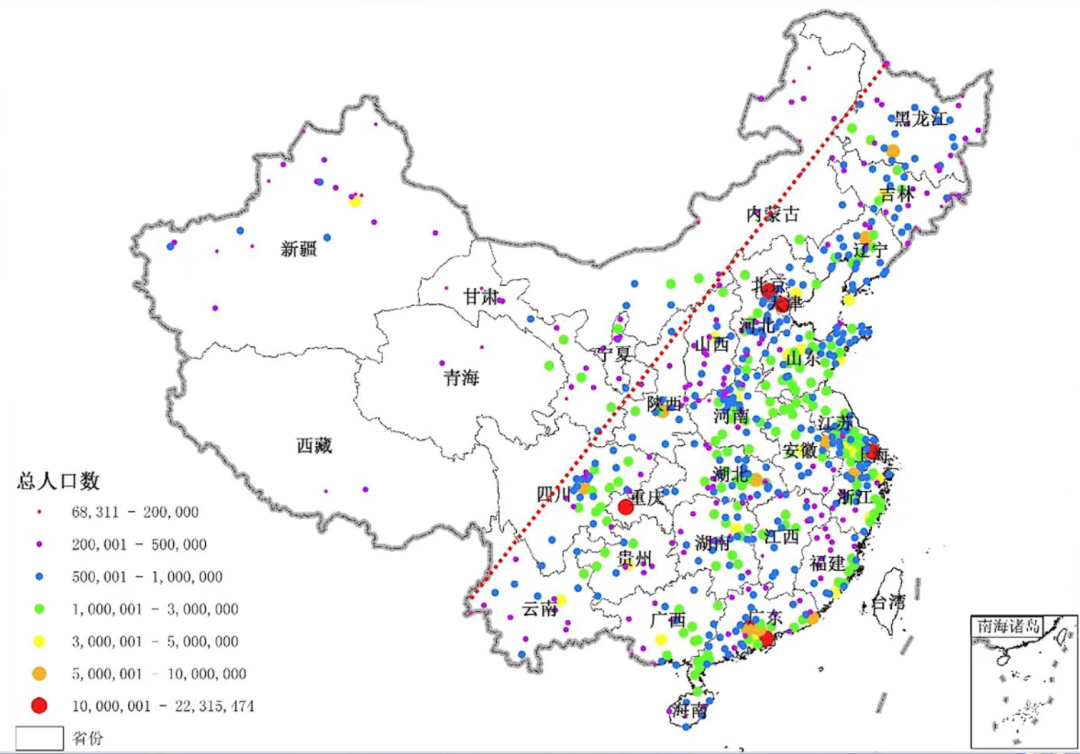 黑龙江
吉林
内蒙古
辽宁
新疆
北京
甘肃
天津
河北
宁夏
山西
山东
青海
陕西
河南
江苏
西藏
安徽
上海
湖北
四川
重庆
浙江
湖南
江西
贵州
福建
云南
台湾
广西
广东
海南
总人口数
68,311 - 200,000
200,001 - 500,000
500,001 - 1,000,000
1,000,001 - 3,000,000
3,000,001 - 5,000,000
5,000,001 - 10,000,000
10,000,001 - 22,315,474
省份
南海诸岛